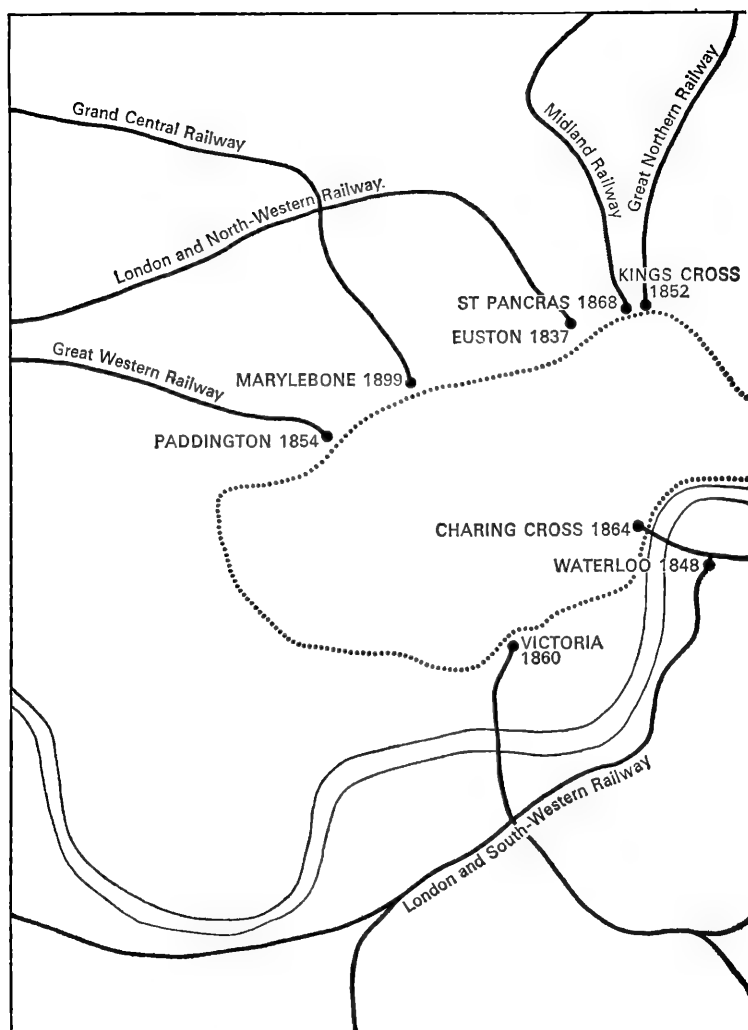 Grand Central Railway
Midland Railway
Great Northern Railway
London and North-Western Railway.
KINGS CROSS
1852
ST PANCRAS 1868
EUSTON 1837
Great Western Railway
MARYLEBONE 1899
PADDINGTON 1854
CHARING CROSS 1864
WATERLOO 1848
VICTORIA
1860
London and South-Western Railway